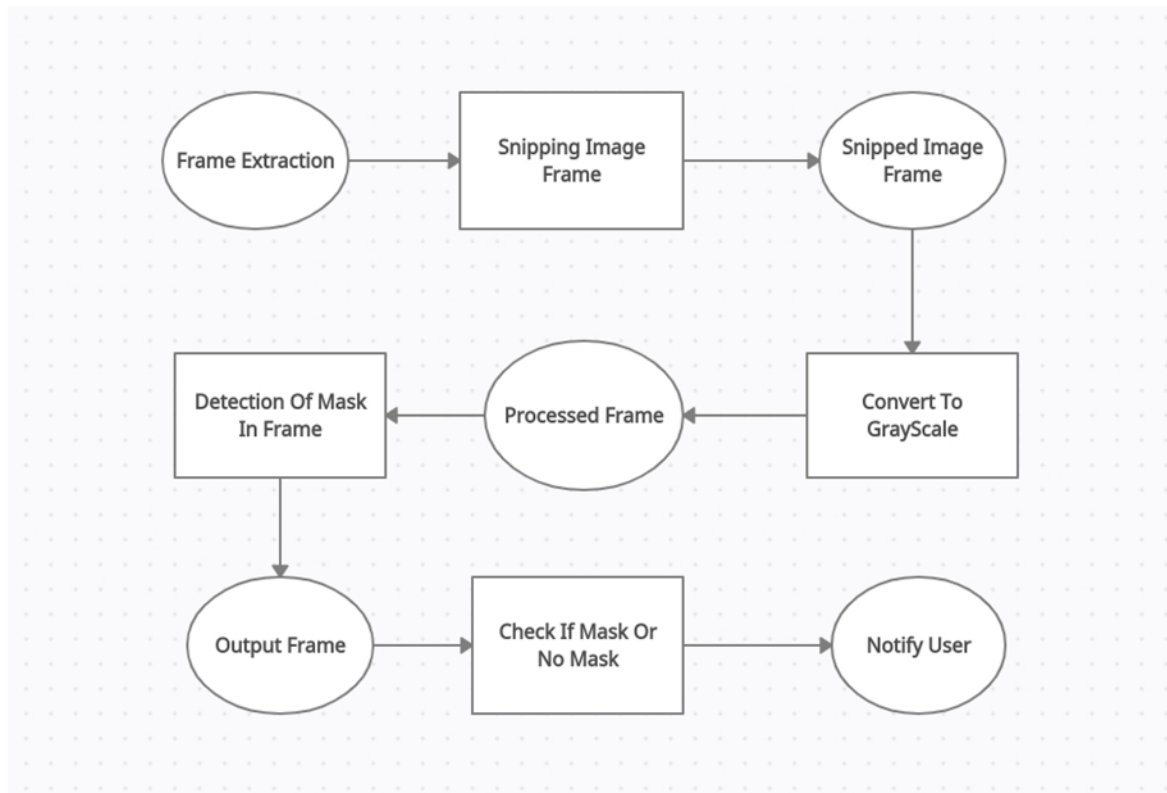 Frame Extraction
Snipping Image
Frame
Snipped Image
Frame
Detection Of Mask
In Frame
Processed Frame
Convert To
GrayScale
Output Frame
Check If Mask Or
No Mask
Notify User